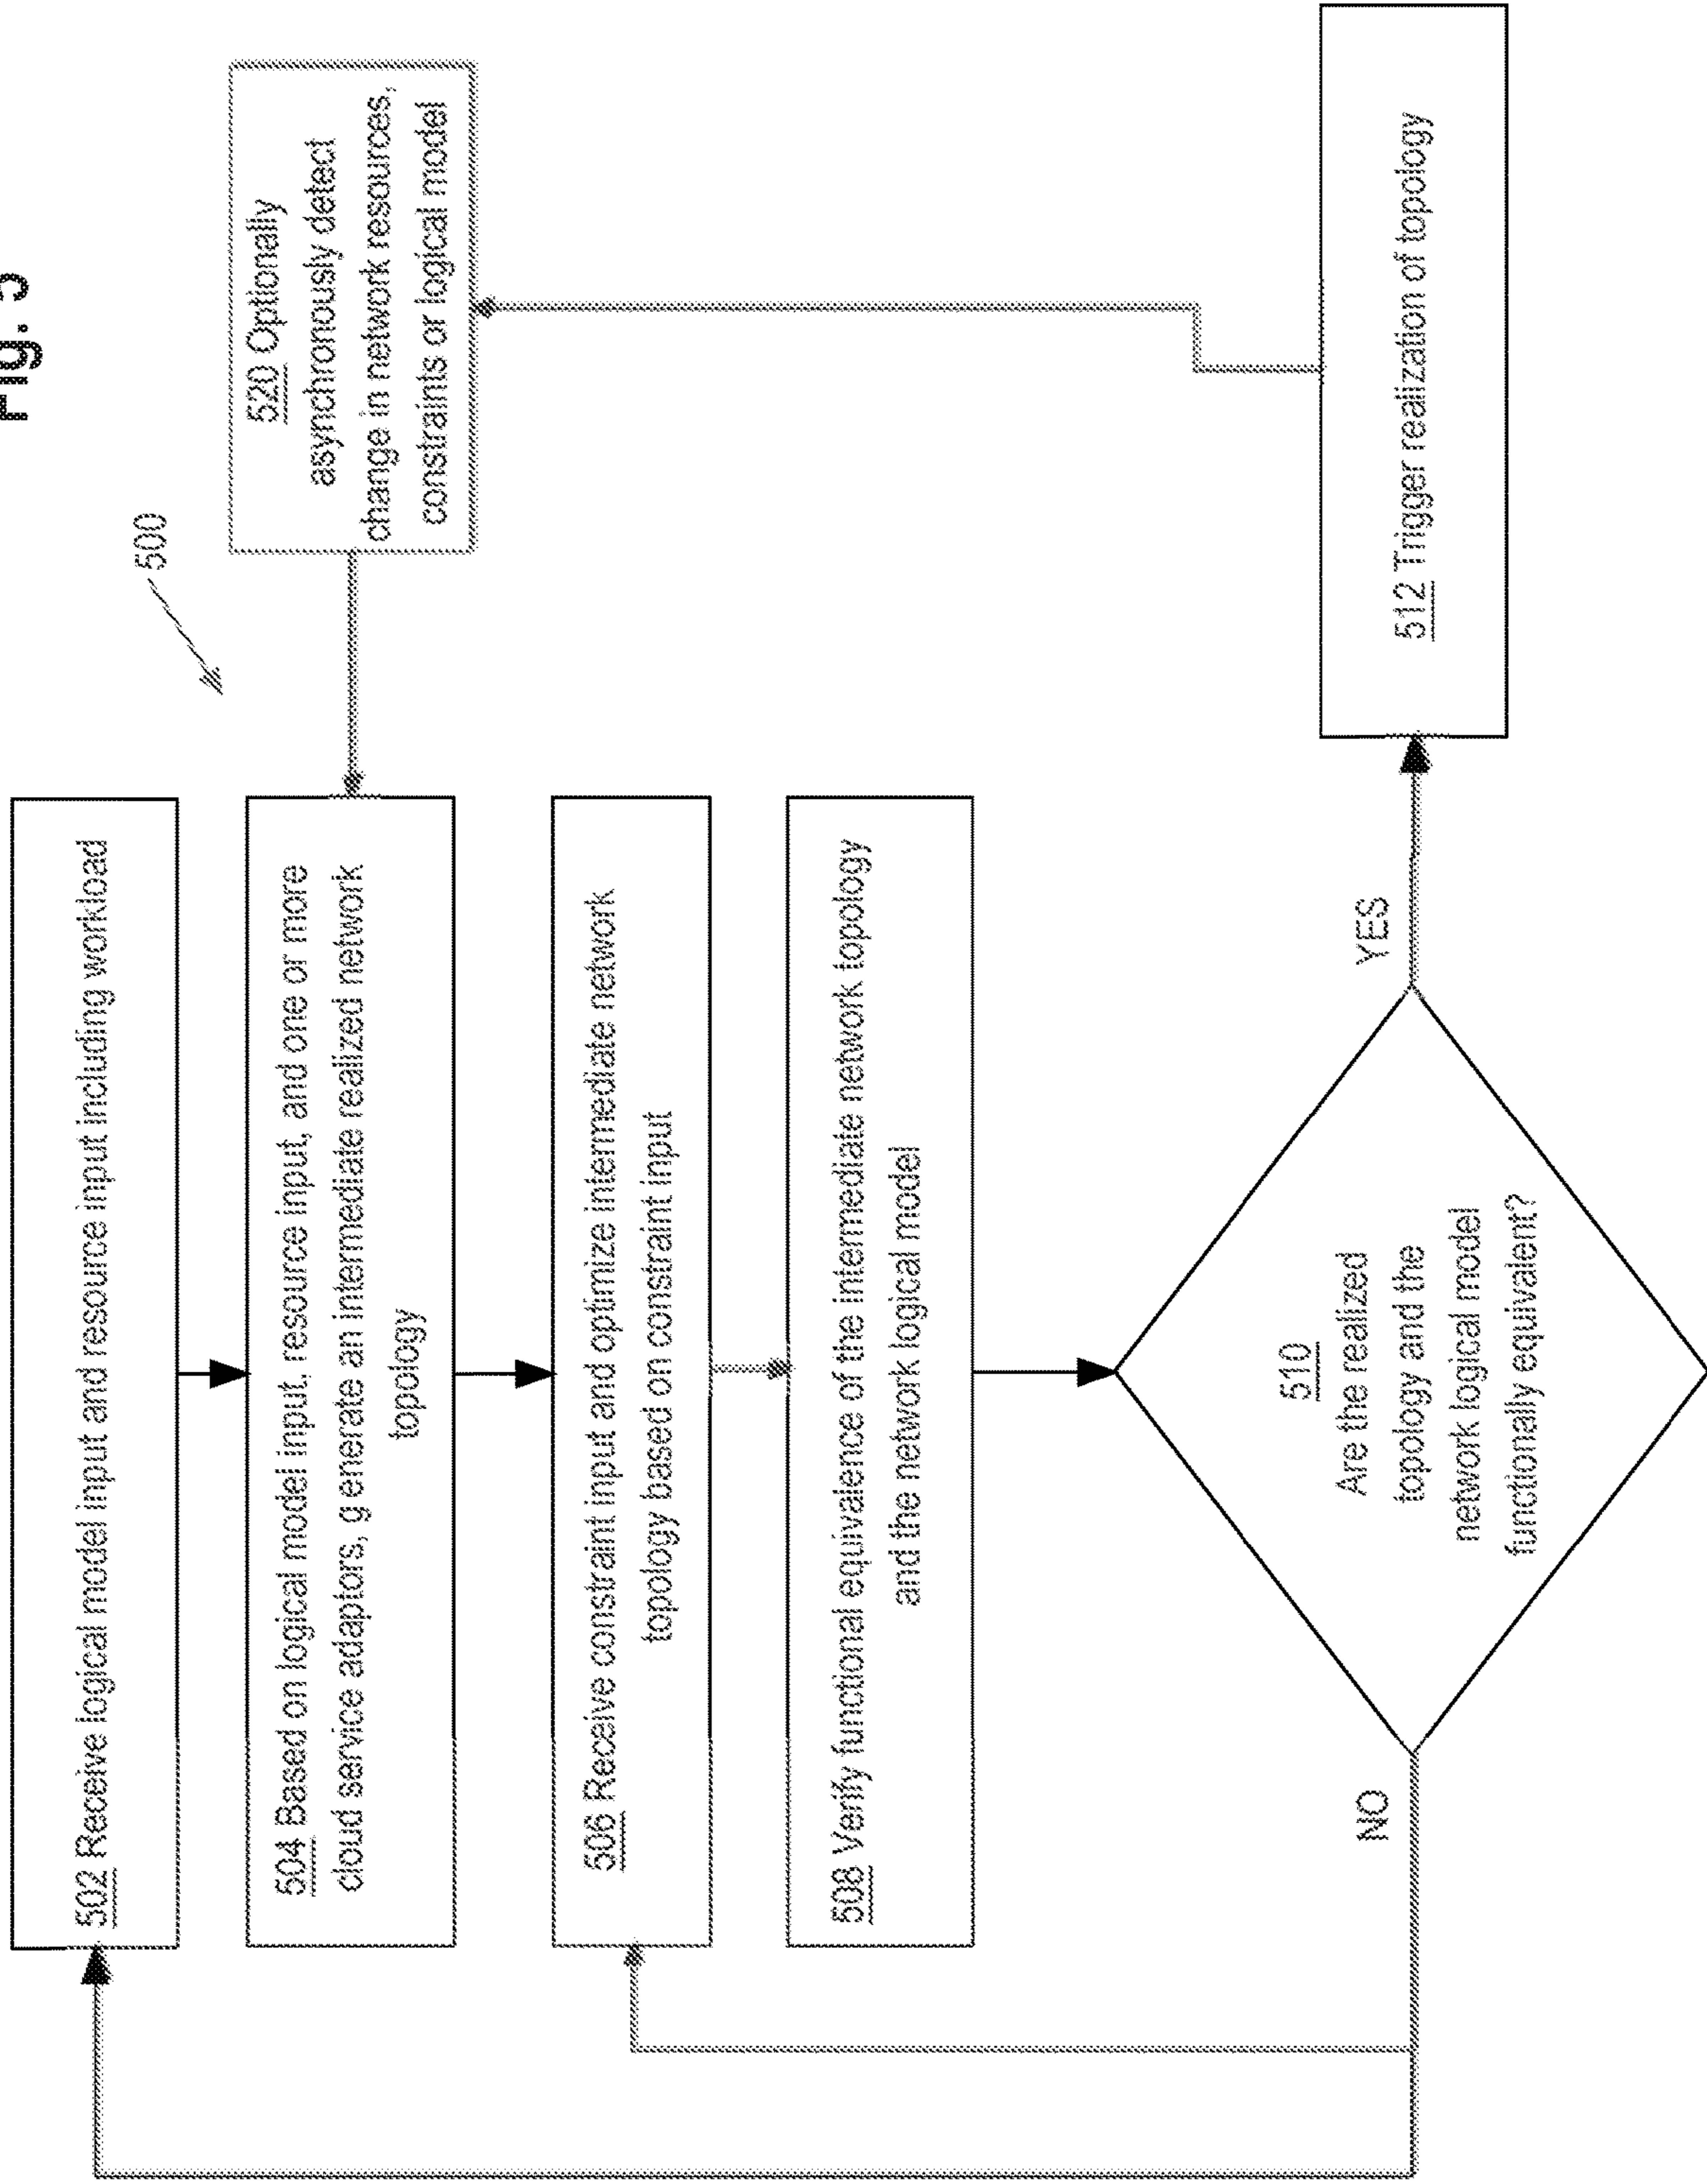 Fig. 5
500
502 Receive logical model input and resource input including workload
504 Based on logical model input, resource input, and one or more
cloud service adaptors, generate an intermediate realized network
topology
506 Receive constraint input and optimize intermediate network
topology based on constraint input
508 Verify functional equivalence of the intermediate network topology
and the network logical model
510
Are the realized
topology and the
network logical model
functionally equivalent?
NO
YES
512 Trigger realization of topology
520 Optionally
asynchronously detect
change in network resources,
constraints or logical model